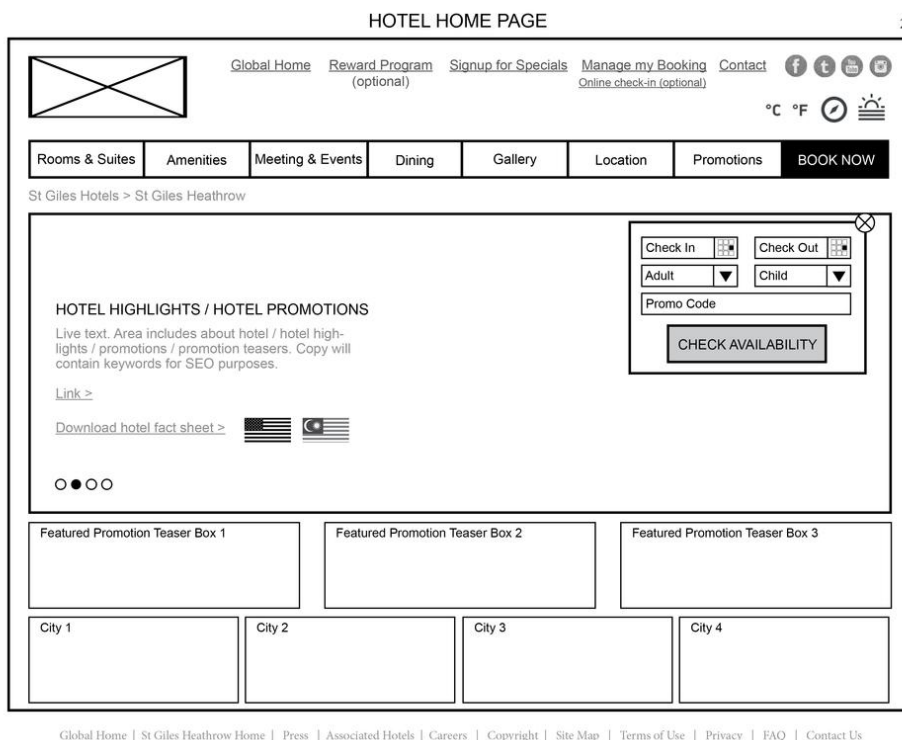 HOTEL HOME PAGE
Global Home Reward Program Signup for Specials Manage my Booking Contact
(optional) Online check-in (optional)
°C °F
Rooms & Suites Amenities Meeting & Events Dining Gallery Location Promotions BOOK NOW
St Giles Hotels > St Giles Heathrow
Check In Check Out
Adult Child
Promo Code
CHECK AVAILABILITY
HOTEL HIGHLIGHTS / HOTEL PROMOTIONS
Live text. Area includes about hotel / hotel high-
lights / promotions / promotion teasers. Copy will
contain keywords for SEO purposes.
Link >
Download hotel fact sheet >
Featured Promotion Teaser Box 1 Featured Promotion Teaser Box 2 Featured Promotion Teaser Box 3
City 1 City 2 City 3 City 4
Global Home | St Giles Heathrow Home | Press | Associated Hotels | Careers | Copyright | Site Map | Terms of Use | Privacy | FAQ | Contact Us